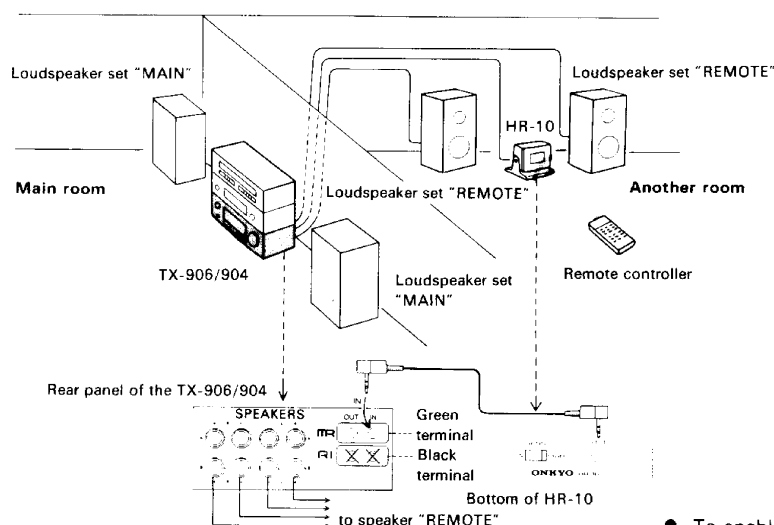 Loudspeaker set "MAIN"
Loudspeaker set "REMOTE"
HR-10
Main room
Loudspeaker set "REMOTE"
Another room
TX-906/904
Loudspeaker set
"MAIN"
Remote controller
Rear panel of the TX-906/904
IN
SPEAKERS
OUT IN
Green
terminal
RI
Black
terminal
ONKYO
Bottom of HR-10
to speaker "REMOTE"
● To enabl